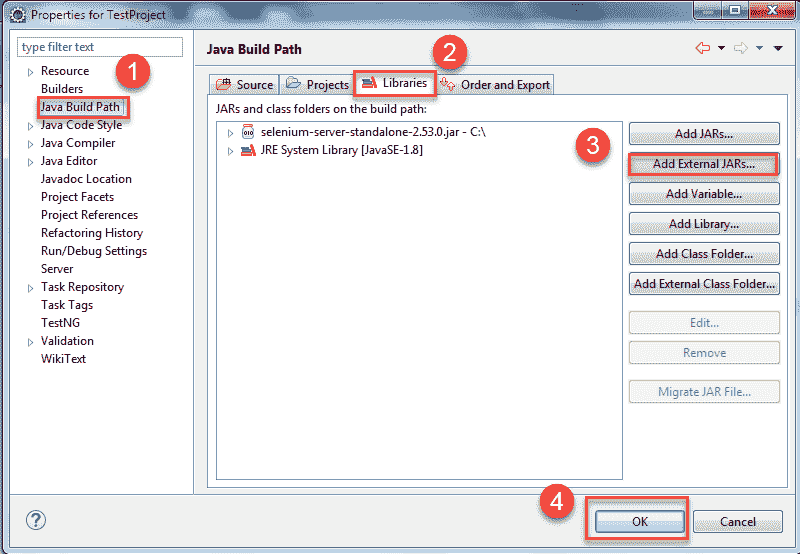 Properties for TestProject
type filter text
Resource
Builders
Java Build Path
Java Code Style
Java Compiler
Java Editor
Javadoc Location
Project Facets
Project References
Refactoring History
Run/Debug Settings
Server
Task Repository
Task Tags
TestNG
Validation
WikiText
1
Java Build Path
2
Source Projects Libraries Order and Export
JARs and class folders on the build path:
selenium-server-standalone-2.53.0.jar - C:\
JRE System Library [JavaSE-1.8]
3
Add JARs...
Add External JARs...
Add Variable...
Add Library...
Add Class Folder...
Add External Class Folder...
Edit...
Remove
Migrate JAR File...
4
OK
Cancel